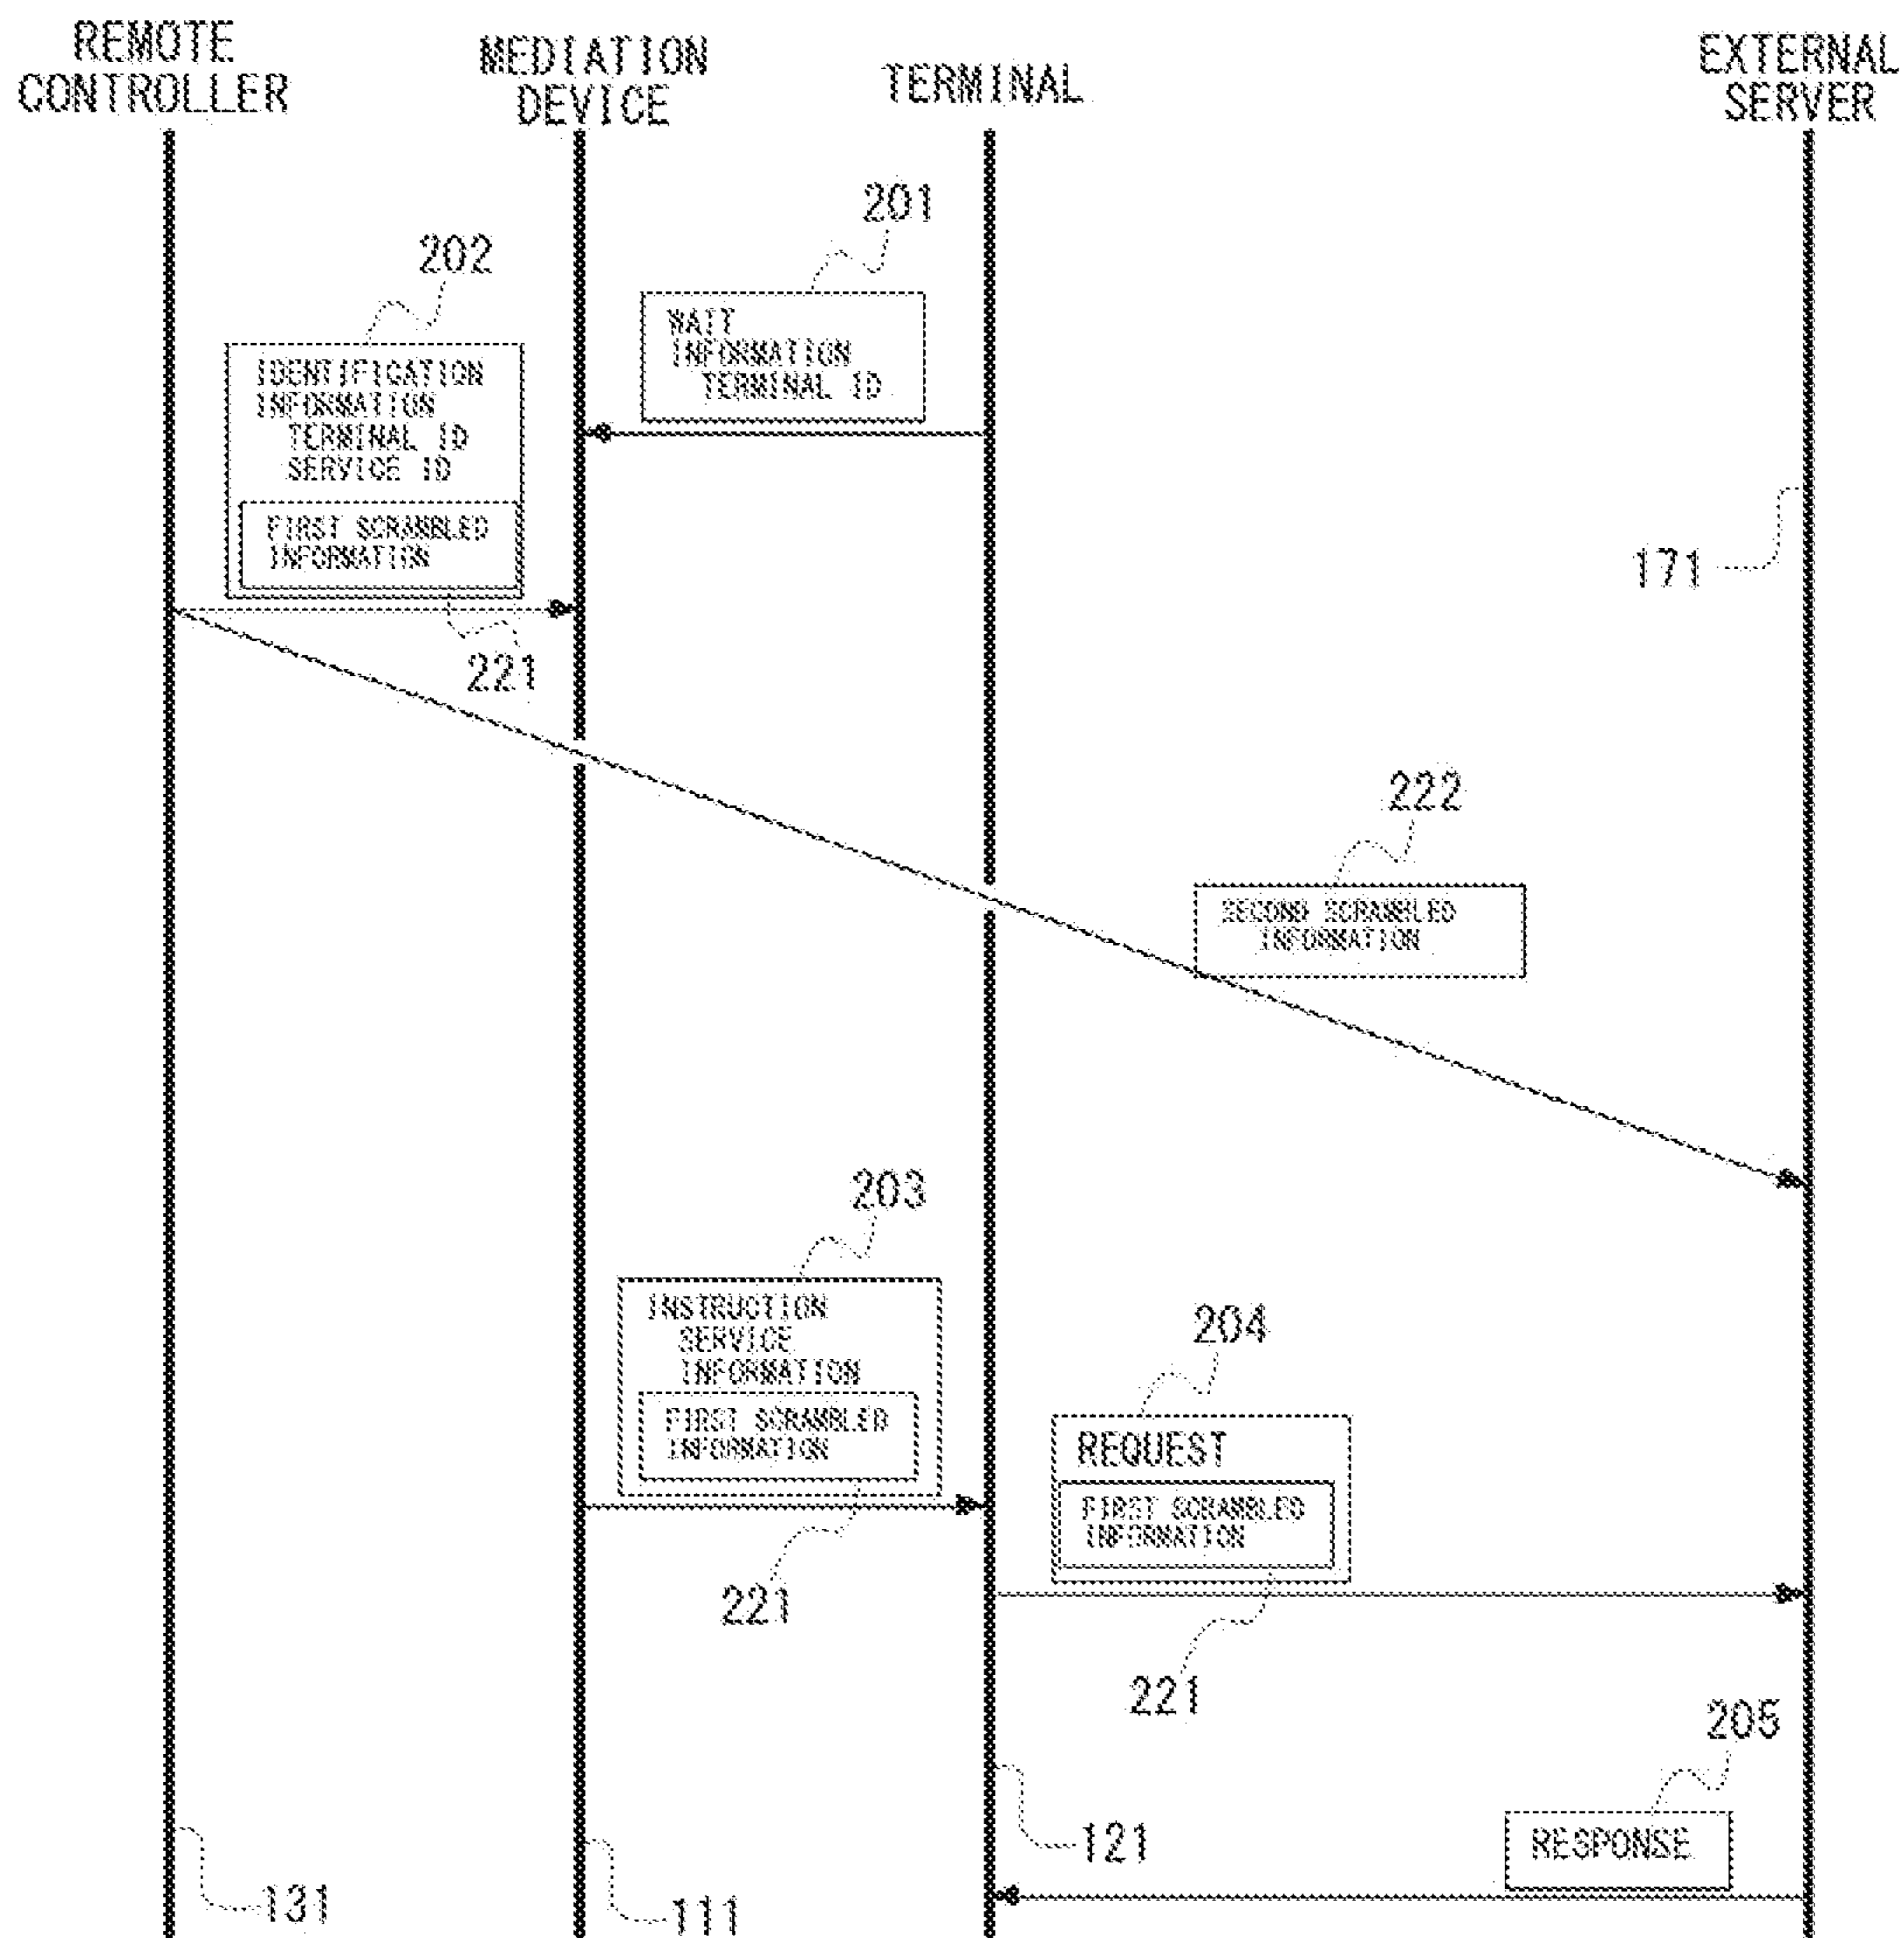 REMOTE
CONTROLLER
MEDIATION
DEVICE
TERMINAL
EXTERNAL
SERVER
201
202
WAIT
INFORMATION
TERMINAL ID
IDENTIFICATION
INFORMATION
TERMINAL ID
SERVICE ID
FIRST SCRAMBLED
INFORMATION
171
221
222
SECOND SCRAMBLED
INFORMATION
203
INSTRUCTION
SERVICE
INFORMATION
FIRST SCRAMBLED
INFORMATION
204
REQUEST
FIRST SCRAMBLED
INFORMATION
221
221
205
RESPONSE
121
131
111